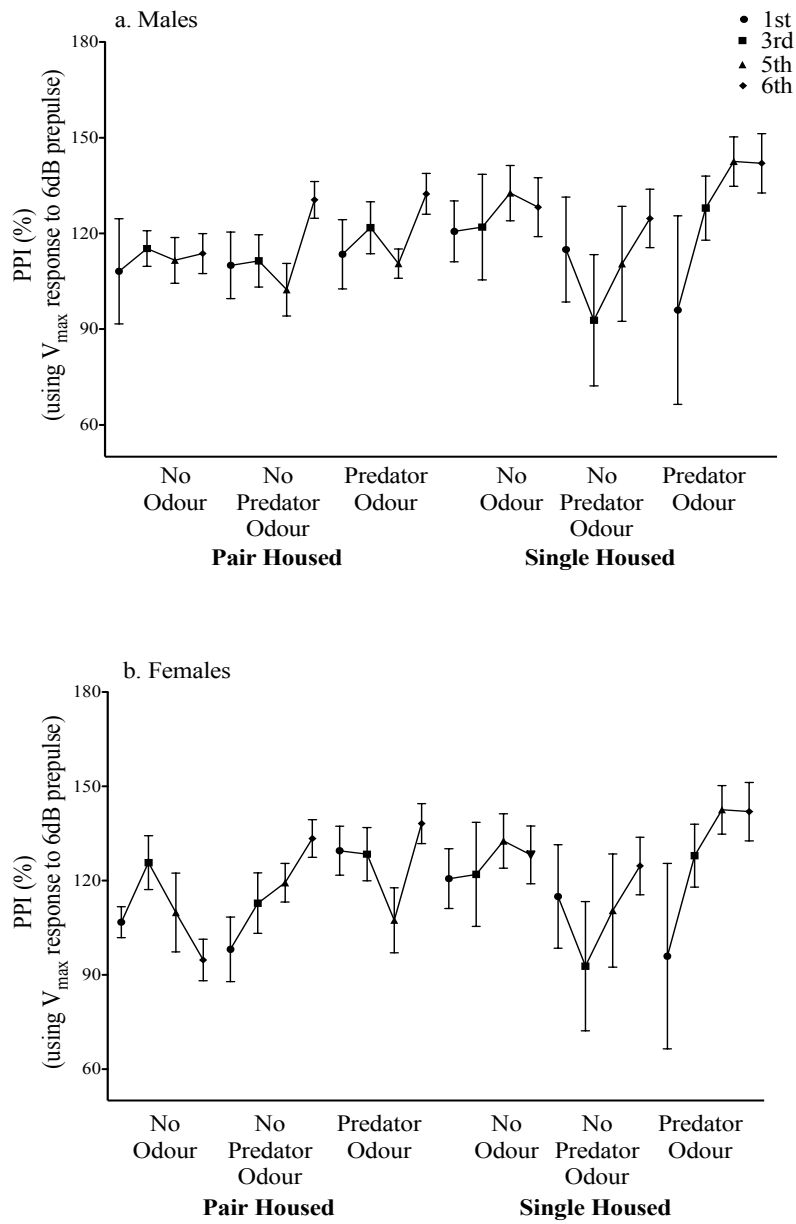 a. Males
1st
3rd
5th
6th
180
150
120
90
60
PPI (%)
(using Vmax response to 6dB prepulse)
No Odour
No Predator Odour
Predator Odour
No Odour
No Predator Odour
Predator Odour
Pair Housed
Single Housed
b. Females
180
150
120
90
60
PPI (%)
(using Vmax response to 6dB prepulse)
No Odour
No Predator Odour
Predator Odour
No Odour
No Predator Odour
Predator Odour
Pair Housed
Single Housed